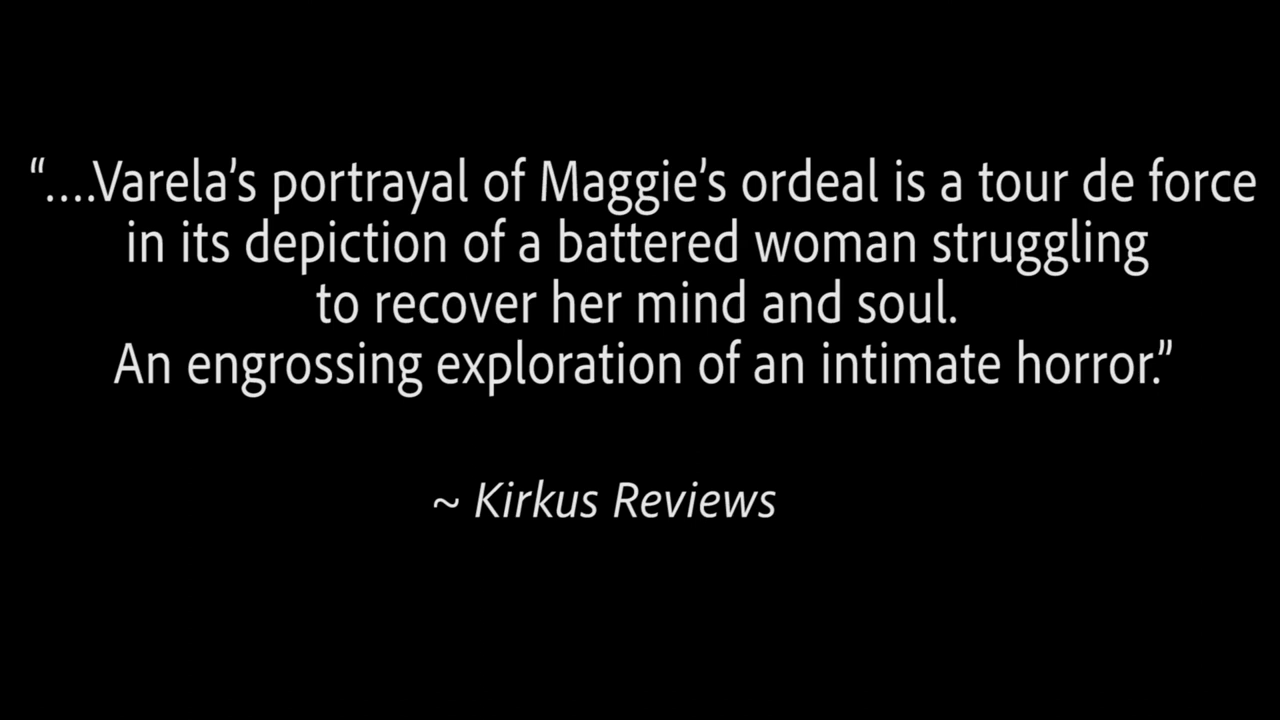 “....Varela’s portrayal of Maggie’s ordeal is a tour de force
in its depiction of a battered woman struggling
to recover her mind and soul.
An engrossing exploration of an intimate horror.”
~ Kirkus Reviews